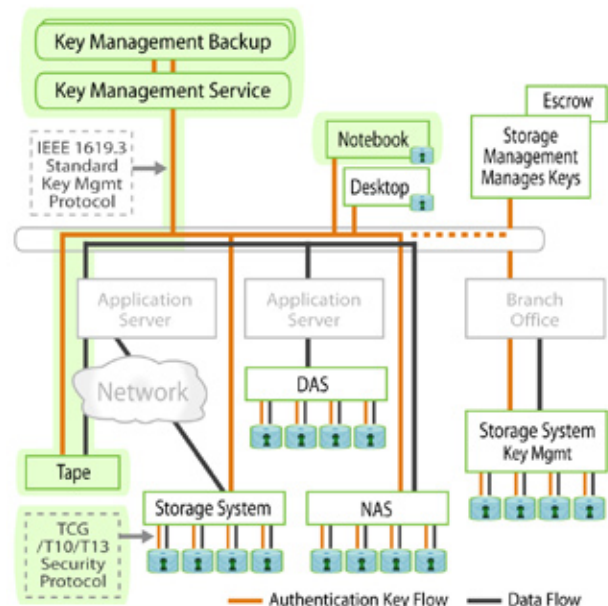 Key Management Backup
Key Management Service
Escrow
IEEE 1619.3
Standard
Key Mgmt
Protocol
Notebook
Storage
Management
Manages Keys
Desktop
Application
Server
Application
Server
Branch
Office
Network
DAS
Storage System
Key Mgmt
Tape
Storage System
NAS
TCG
/T10/T13
Security
Protocol
Authentication Key Flow
Data Flow